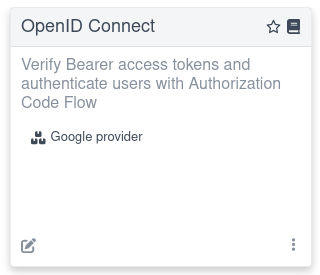 OpenID Connect
Verify Bearer access tokens and
authenticate users with Authorization
Code Flow
Google provider